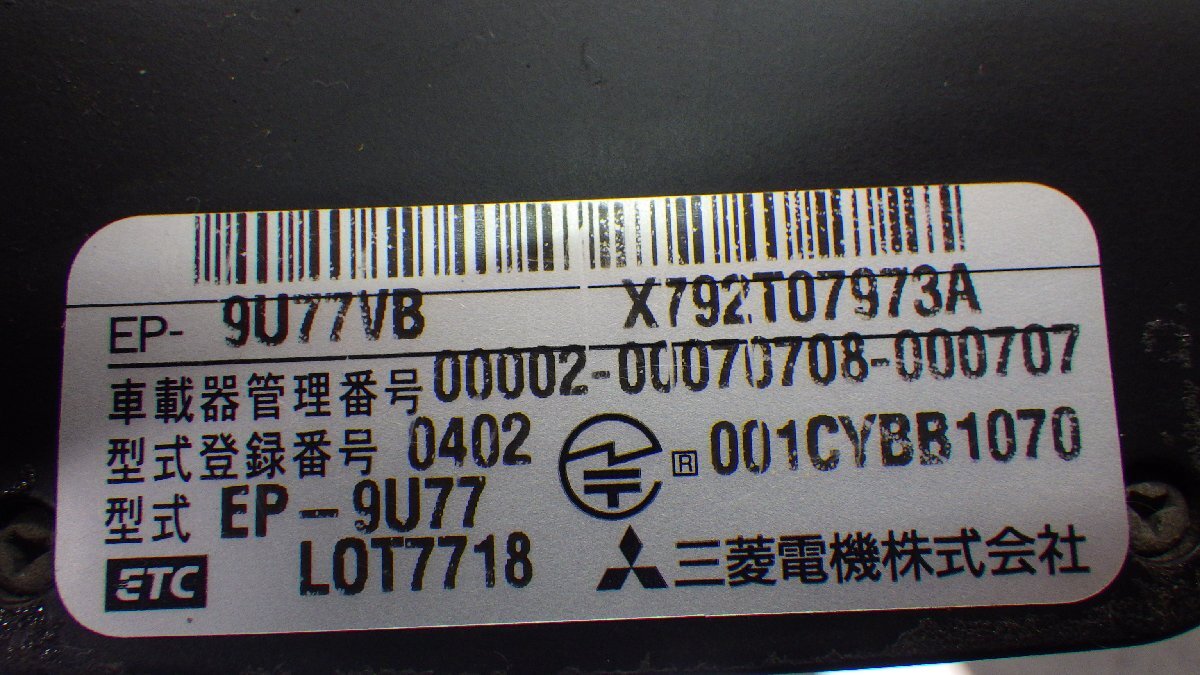 EP- 9U77VB X792T07973A
車載器管理番号 00002-00070708-000707
型式登録番号 0402 R 001CYBB1070
型式 EP-9U77
ETC LOT7718 三菱電機株式会社